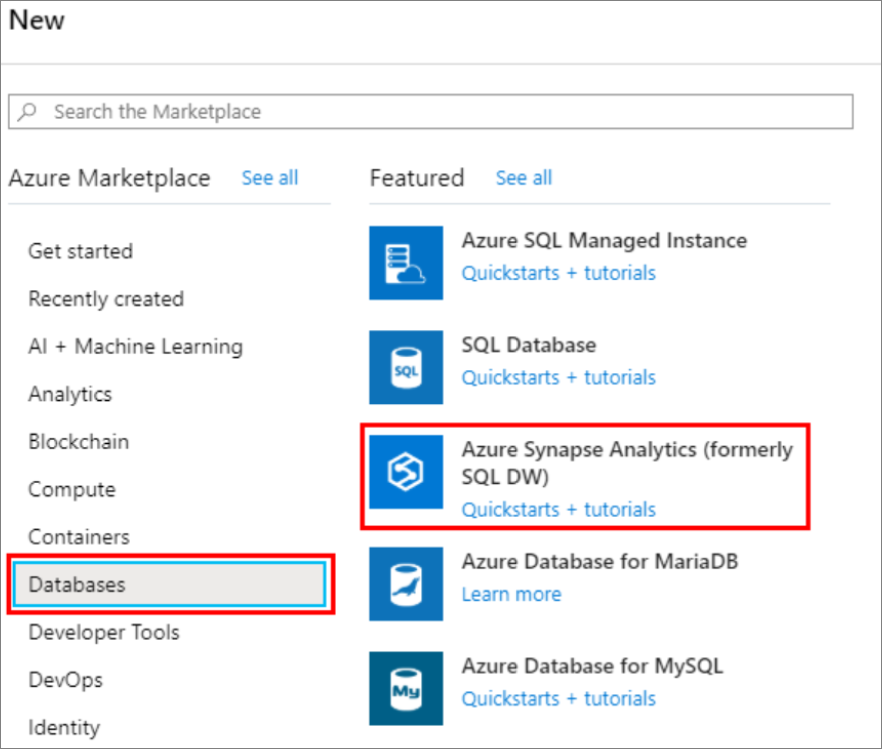 New
Search the Marketplace
Azure Marketplace See all
Get started
Recently created
AI + Machine Learning
Analytics
Blockchain
Compute
Containers
Databases
Developer Tools
DevOps
Identity
Featured See all
Azure SQL Managed Instance
Quickstarts + tutorials
SQL
SQL Database
Quickstarts + tutorials
Azure Synapse Analytics (formerly
SQL DW)
Quickstarts + tutorials
Azure Database for MariaDB
Learn more
My
Azure Database for MySQL
Quickstarts + tutorials